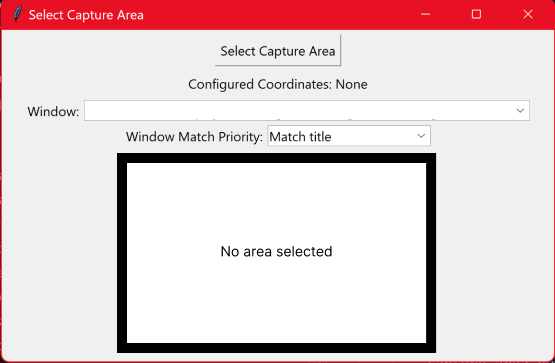 Select Capture Area
Select Capture Area
Configured Coordinates: None
Window:
Window Match Priority: Match title
No area selected